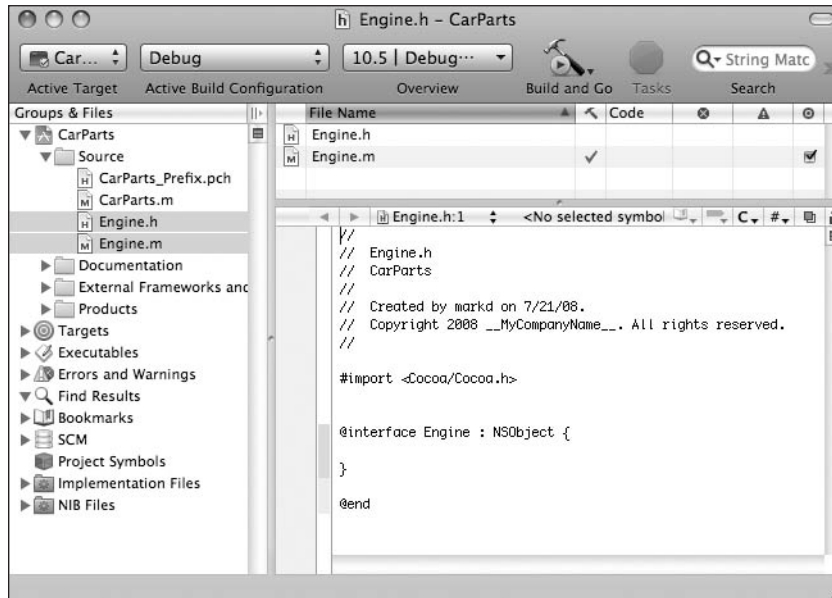 Engine.h – CarParts
Car...
Debug
10.5 | Debug...
String Matc
Active Target
Active Build Configuration
Overview
Build and Go
Tasks
Search
Groups & Files
CarParts
Source
CarParts_Prefix.pch
CarParts.m
Engine.h
Engine.m
Documentation
External Frameworks and
Products
Targets
Executables
Errors and Warnings
Find Results
Bookmarks
SCM
Project Symbols
Implementation Files
NIB Files
File Name
Code
Engine.h
Engine.m
Engine.h:1
<No selected symbol
C
#
//
// Engine.h
// CarParts
//
// Created by markd on 7/21/08.
// Copyright 2008 __MyCompanyName__. All rights reserved.
//
#import <Cocoa/Cocoa.h>
@interface Engine : NSObject {
}
@end